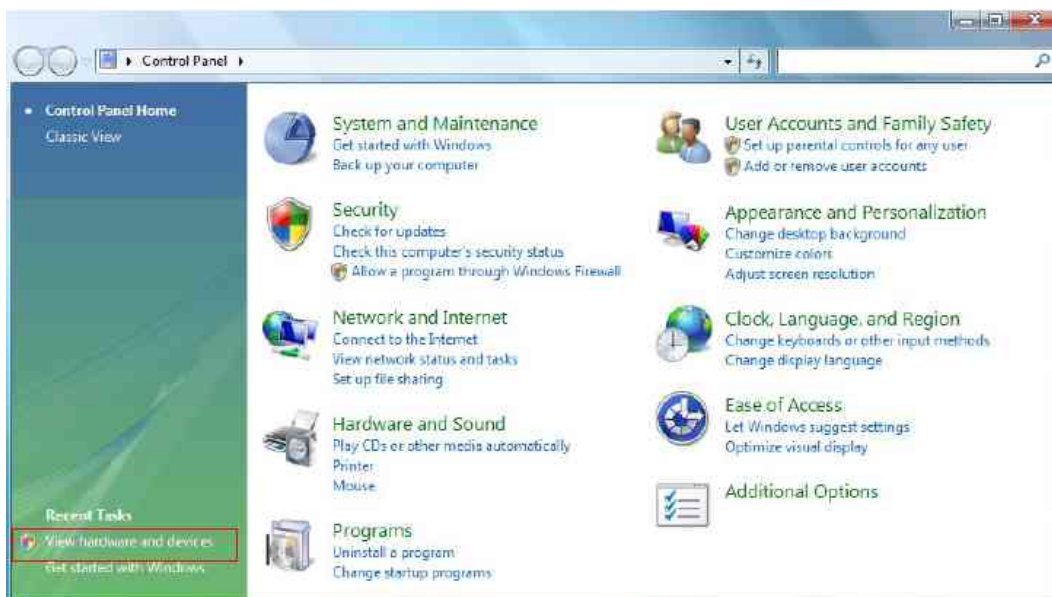 Control Panel
Control Panel Home
Classic View
System and Maintenance
Get started with Windows
Back up your computer
Security
Check for updates
Check this computer's security status
Allow a program through Windows Firewall
Network and Internet
Connect to the Internet
View network status and tasks
Set up file sharing
Hardware and Sound
Play CDs or other media automatically
Printer
Mouse
Programs
Uninstall a program
Change startup programs
User Accounts and Family Safety
Set up parental controls for any user
Add or remove user accounts
Appearance and Personalization
Change desktop background
Customize colors
Adjust screen resolution
Clock, Language, and Region
Change keyboards or other input methods
Change display language
Ease of Access
Let Windows suggest settings
Optimize visual display
Additional Options
Recent Tasks
View hardware and devices
Get started with Windows